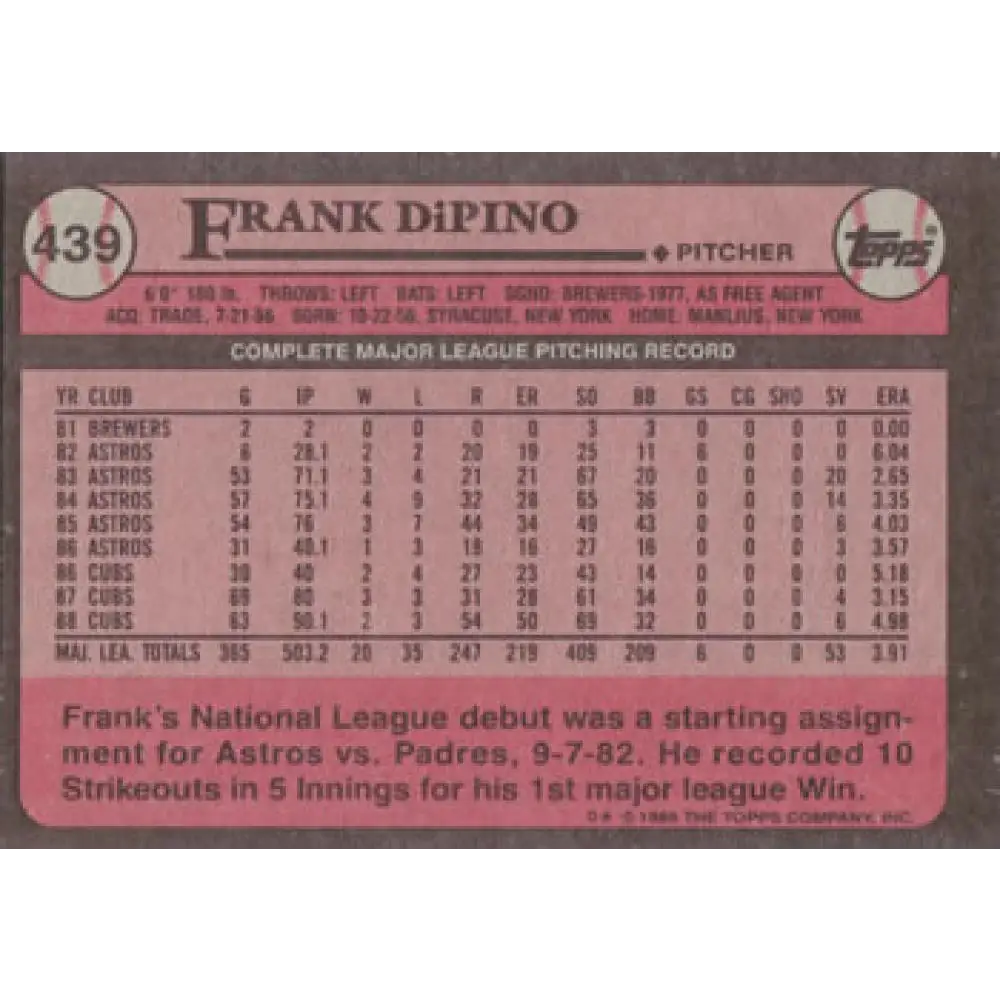 439
FRANK DiPINO
PITCHER
Topps®
6'0" 180 lb. THROWS: LEFT BATS: LEFT SGND: BREWERS-1977, AS FREE AGENT
ACQ: TRADE, 7-21-86 BORN: 10-22-56, SYRACUSE, NEW YORK HOME: MANLIUS, NEW YORK
COMPLETE MAJOR LEAGUE PITCHING RECORD
YR CLUB G IP W L R ER SO BB GS CG SHO SV ERA
81 BREWERS 2 2 0 0 0 0 3 3 0 0 0 0 0.00
82 ASTROS 6 28.1 2 2 20 19 25 11 6 0 0 0 6.04
83 ASTROS 53 71.1 3 4 21 21 67 20 0 0 0 20 2.65
84 ASTROS 57 75.1 4 9 32 28 65 36 0 0 0 14 3.35
85 ASTROS 54 76 3 7 44 34 49 43 0 0 0 6 4.03
86 ASTROS 31 40.1 1 3 18 16 27 16 0 0 0 3 3.57
86 CUBS 30 40 2 4 27 23 43 14 0 0 0 0 5.18
87 CUBS 69 80 3 3 31 28 61 34 0 0 0 4 3.15
88 CUBS 63 90.1 2 3 54 50 69 32 0 0 0 6 4.98
MAJ. LEA. TOTALS 365 503.2 20 35 247 219 409 209 6 0 0 53 3.91
Frank's National League debut was a starting assign-
ment for Astros vs. Padres, 9-7-82. He recorded 10
Strikeouts in 5 Innings for his 1st major league Win.
© 1989 THE TOPPS COMPANY, INC.